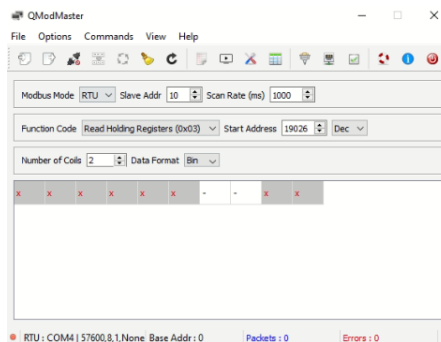 QModMaster
File Options Commands View Help
Modbus Mode RTU Slave Addr 10 Scan Rate (ms) 1000
Function Code Read Holding Registers (0x03) Start Address 19026 Dec
Number of Coils 2 Data Format Bin
x x x x x x - - x x
RTU : COM4 | 57600,8,1,None Base Addr : 0 Packets : 0 Errors : 0